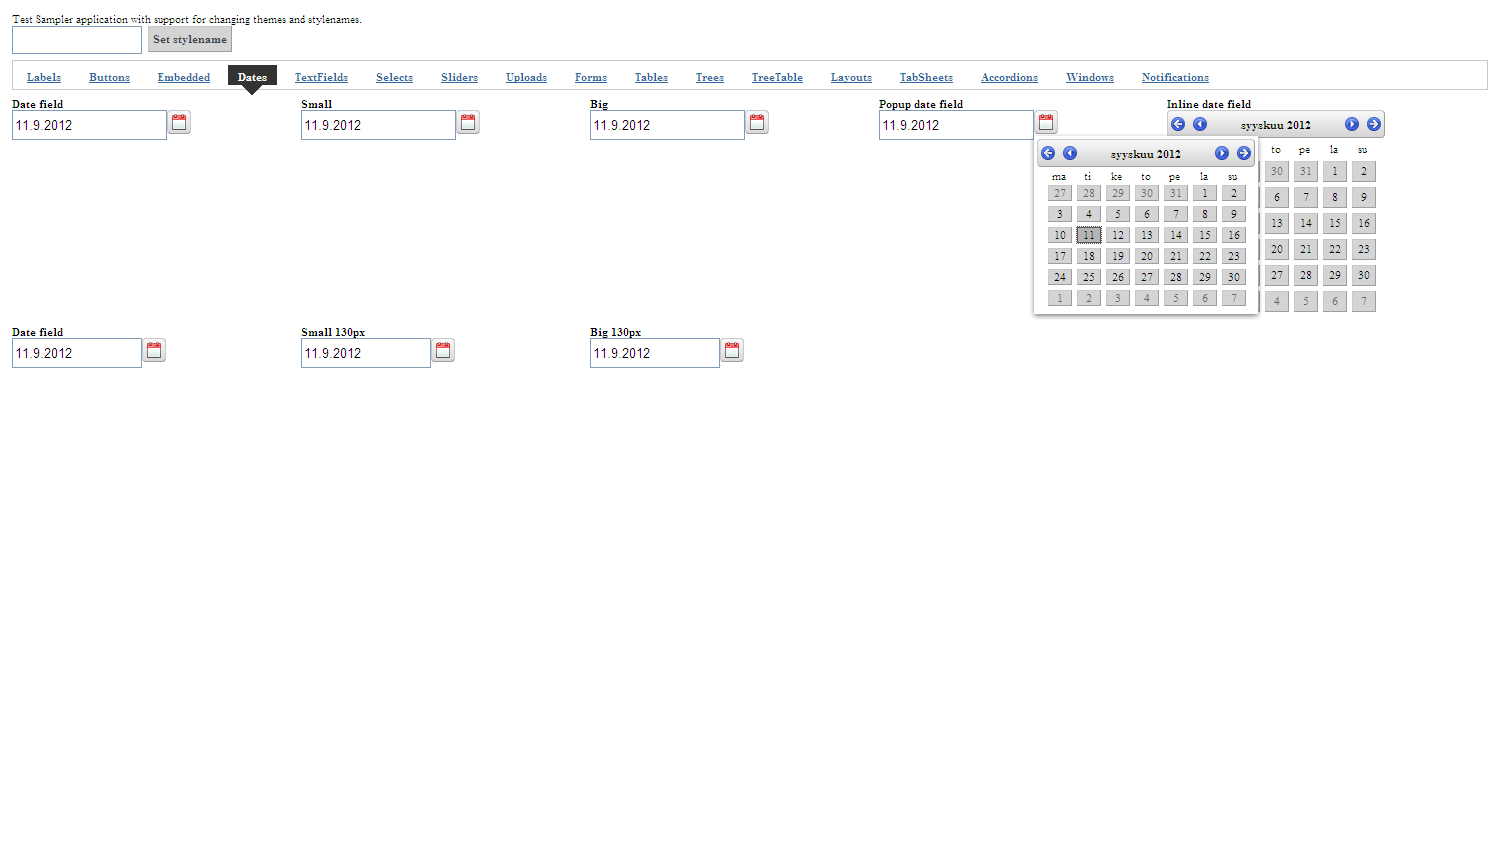 Test Sampler application with support for changing themes and stylenames.
Set stylename
Labels Buttons Embedded Dates TextFields Selects Sliders Uploads Forms Tables Trees TreeTable Layouts TabSheets Accordions Windows Notifications
Date field Small Big Popup date field Inline date field
11.9.2012 11.9.2012 11.9.2012 11.9.2012 syyskuu 2012
syyskuu 2012
ma ti ke to pe la su
27 28 29 30 31 1 2
3 4 5 6 7 8 9
10 11 12 13 14 15 16
17 18 19 20 21 22 23
24 25 26 27 28 29 30
1 2 3 4 5 6 7
to pe la su
30 31 1 2
6 7 8 9
13 14 15 16
20 21 22 23
27 28 29 30
4 5 6 7
Date field Small 130px Big 130px
11.9.2012 11.9.2012 11.9.2012